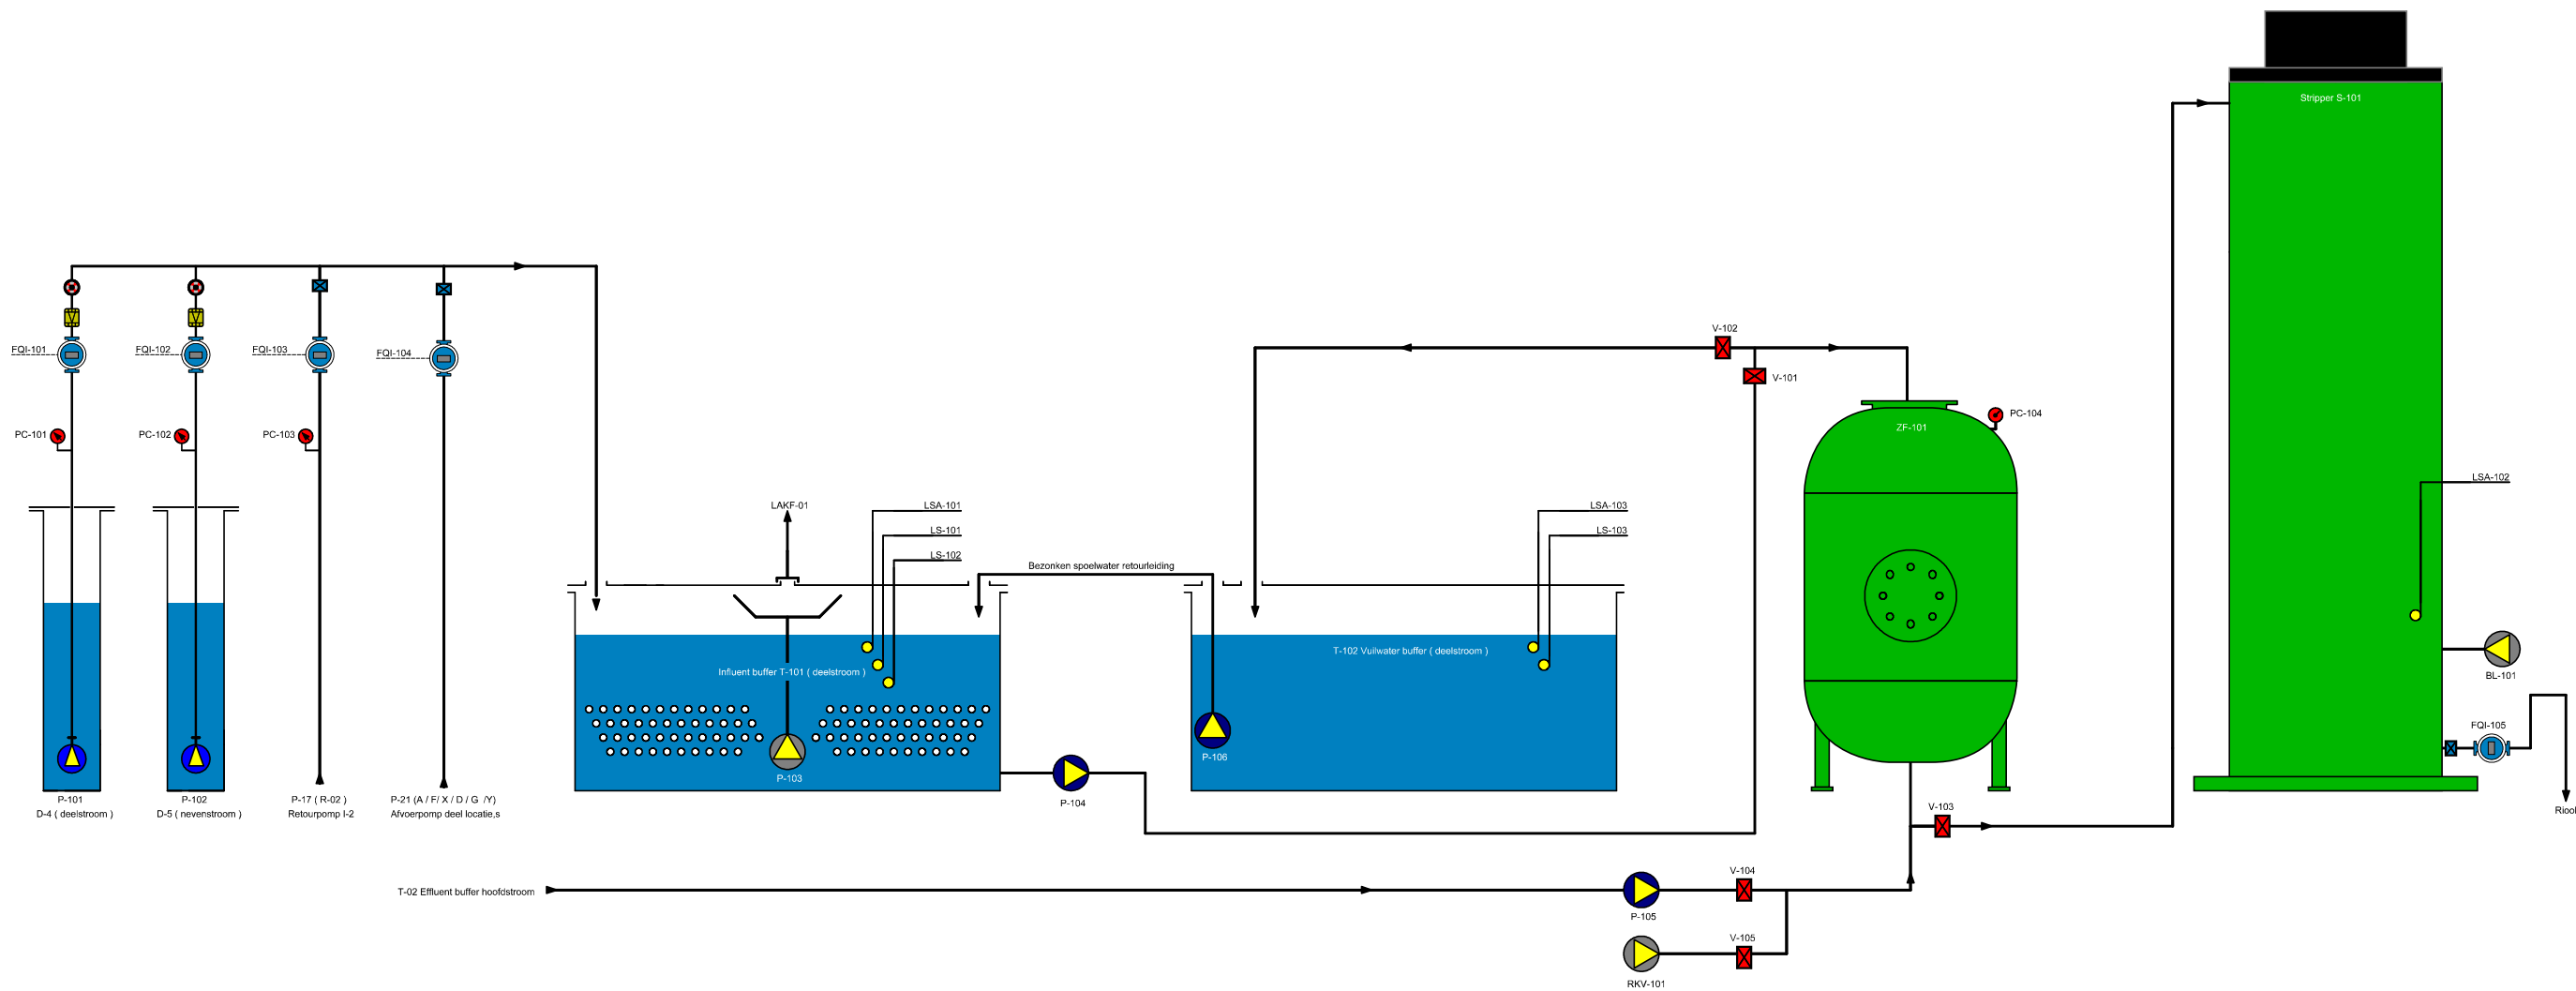 Stripper S-101
V-102
V-101
FQI-101
FQI-102
FQI-103
FQI-104
PC-104
ZF-101
PC-101
PC-102
PC-103
LSA-102
LAKF-01
LSA-101
LS-101
LS-102
LSA-103
LS-103
Bezonken spoelwater retourleiding
Influent buffer T-101 ( deelstroom )
T-102 Vuilwater buffer ( deelstroom )
BL-101
FQI-105
P-106
P-103
P-104
P-101
D-4 ( deelstroom )
P-102
D-5 ( nevenstroom )
P-17 ( R-02 )
Retourpomp I-2
P-21 (A / F/ X / D / G /Y)
Afvoerpomp deel locatie,s
V-103
Riool
V-104
T-02 Effluent buffer hoofdstroom
P-105
V-105
RKV-101